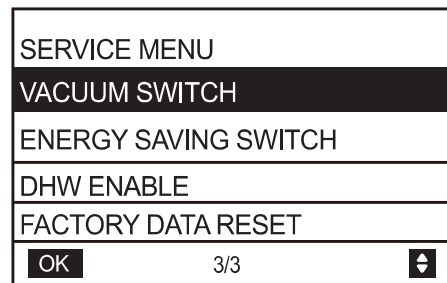 SERVICE MENU
VACUUM SWITCH
ENERGY SAVING SWITCH
DHW ENABLE
FACTORY DATA RESET
OK 3/3